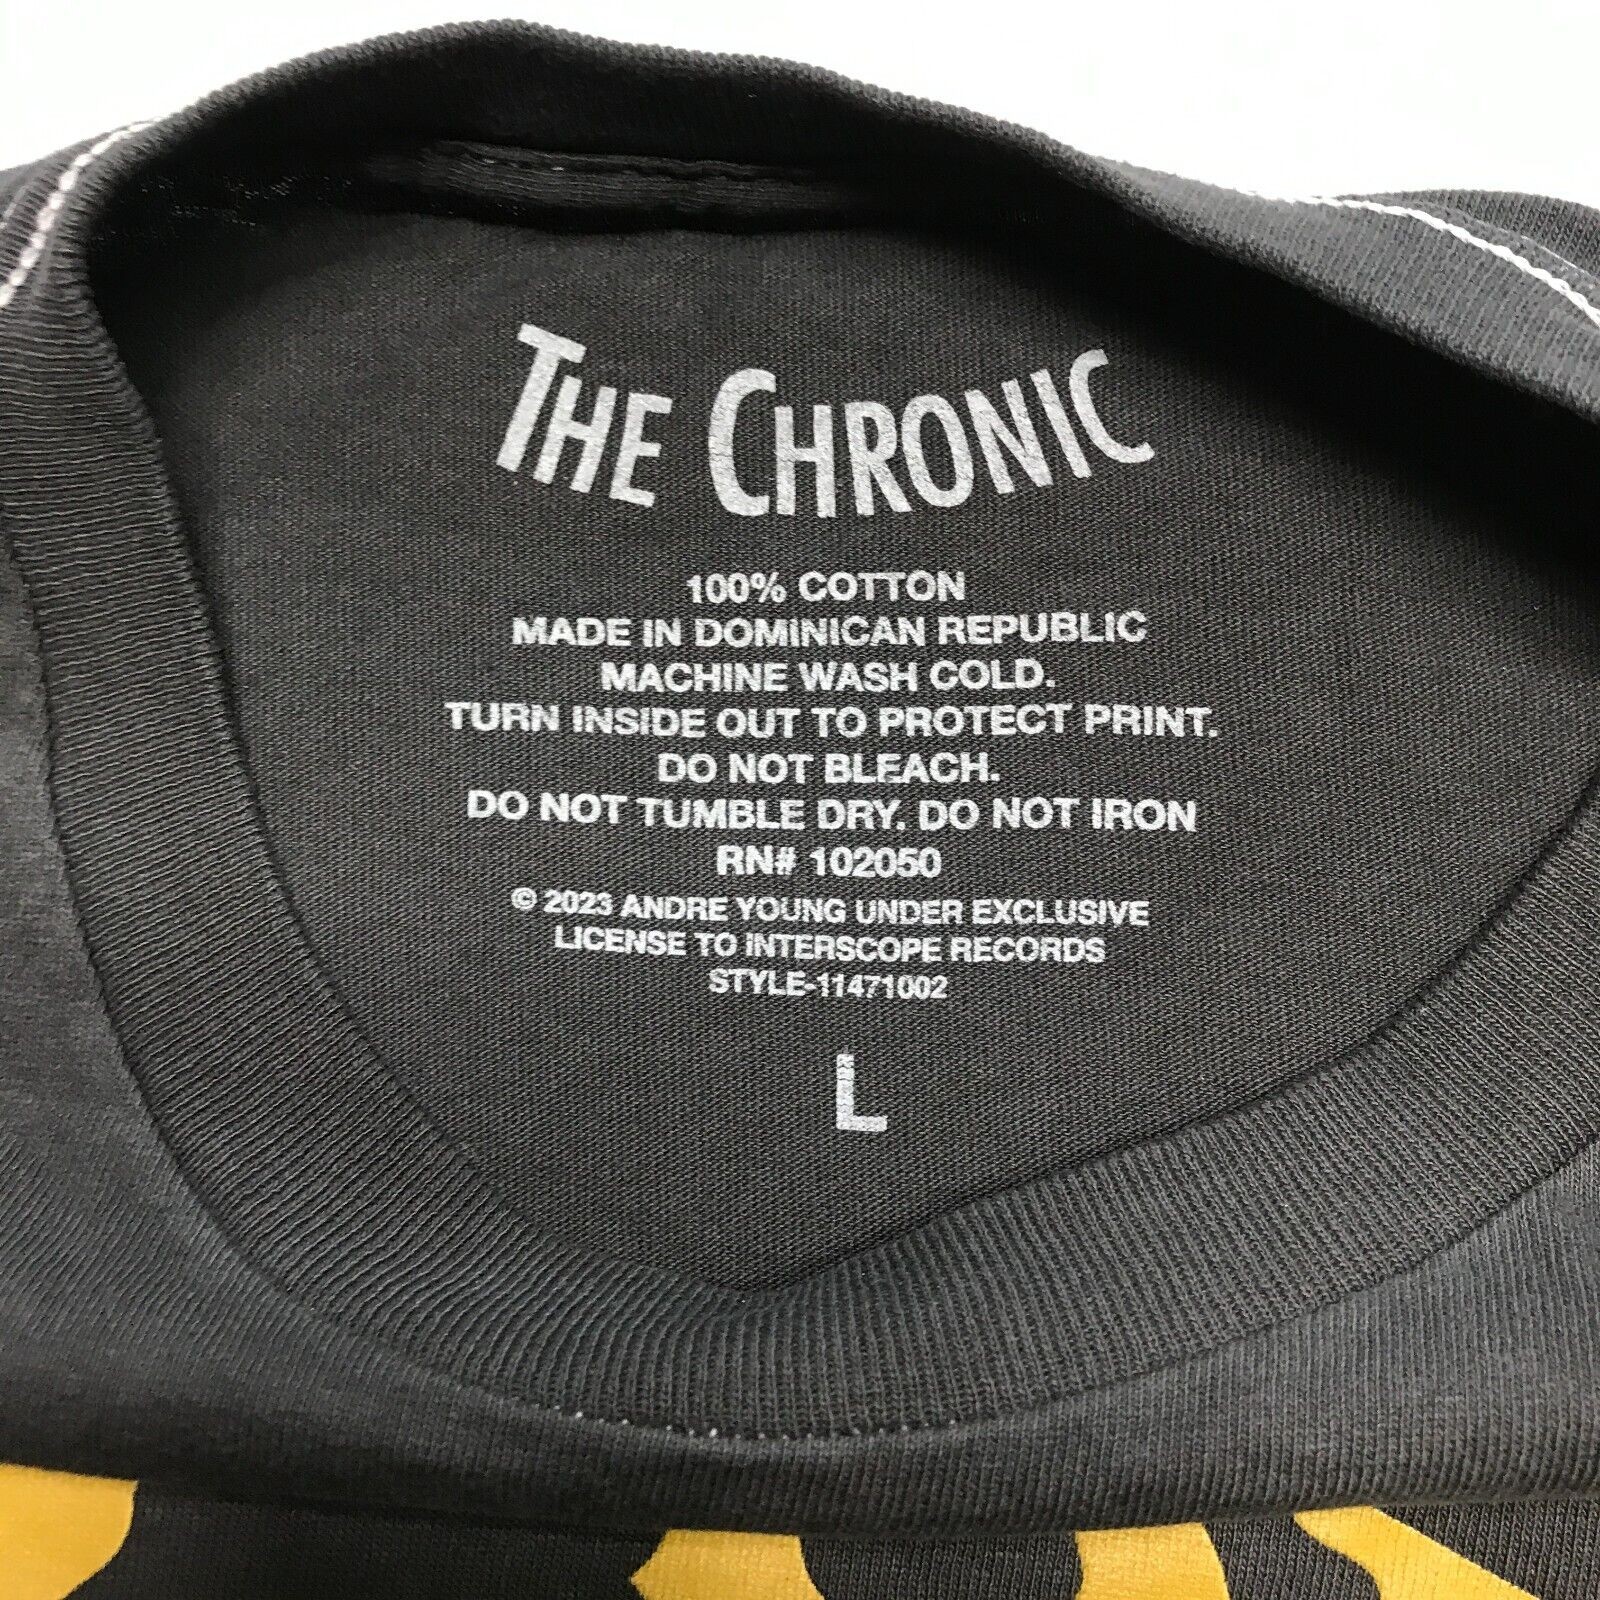 THE CHRONIC
100% COTTON
MADE IN DOMINICAN REPUBLIC
MACHINE WASH COLD.
TURN INSIDE OUT TO PROTECT PRINT.
DO NOT BLEACH.
DO NOT TUMBLE DRY. DO NOT IRON
RN# 102050
© 2023 ANDRE YOUNG UNDER EXCLUSIVE
LICENSE TO INTERSCOPE RECORDS
STYLE-11471002
L